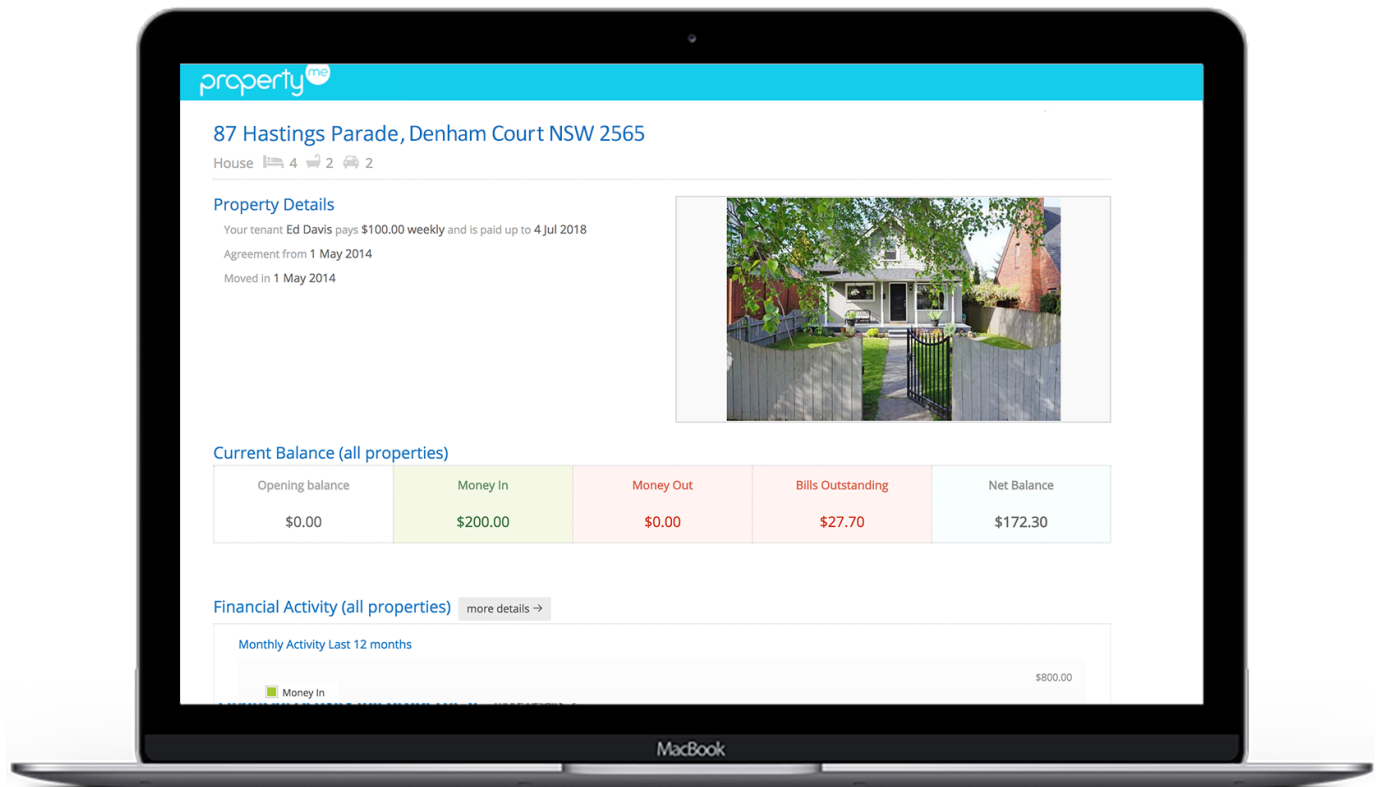 property me
87 Hastings Parade, Denham Court NSW 2565
House 4 2 2
Property Details
Your tenant Ed Davis pays $100.00 weekly and is paid up to 4 Jul 2018
Agreement from 1 May 2014
Moved in 1 May 2014
Current Balance (all properties)
Opening balance Money In Money Out Bills Outstanding Net Balance
$0.00 $200.00 $0.00 $27.70 $172.30
Financial Activity (all properties) more details →
Monthly Activity Last 12 months
$800.00
Money In
MacBook